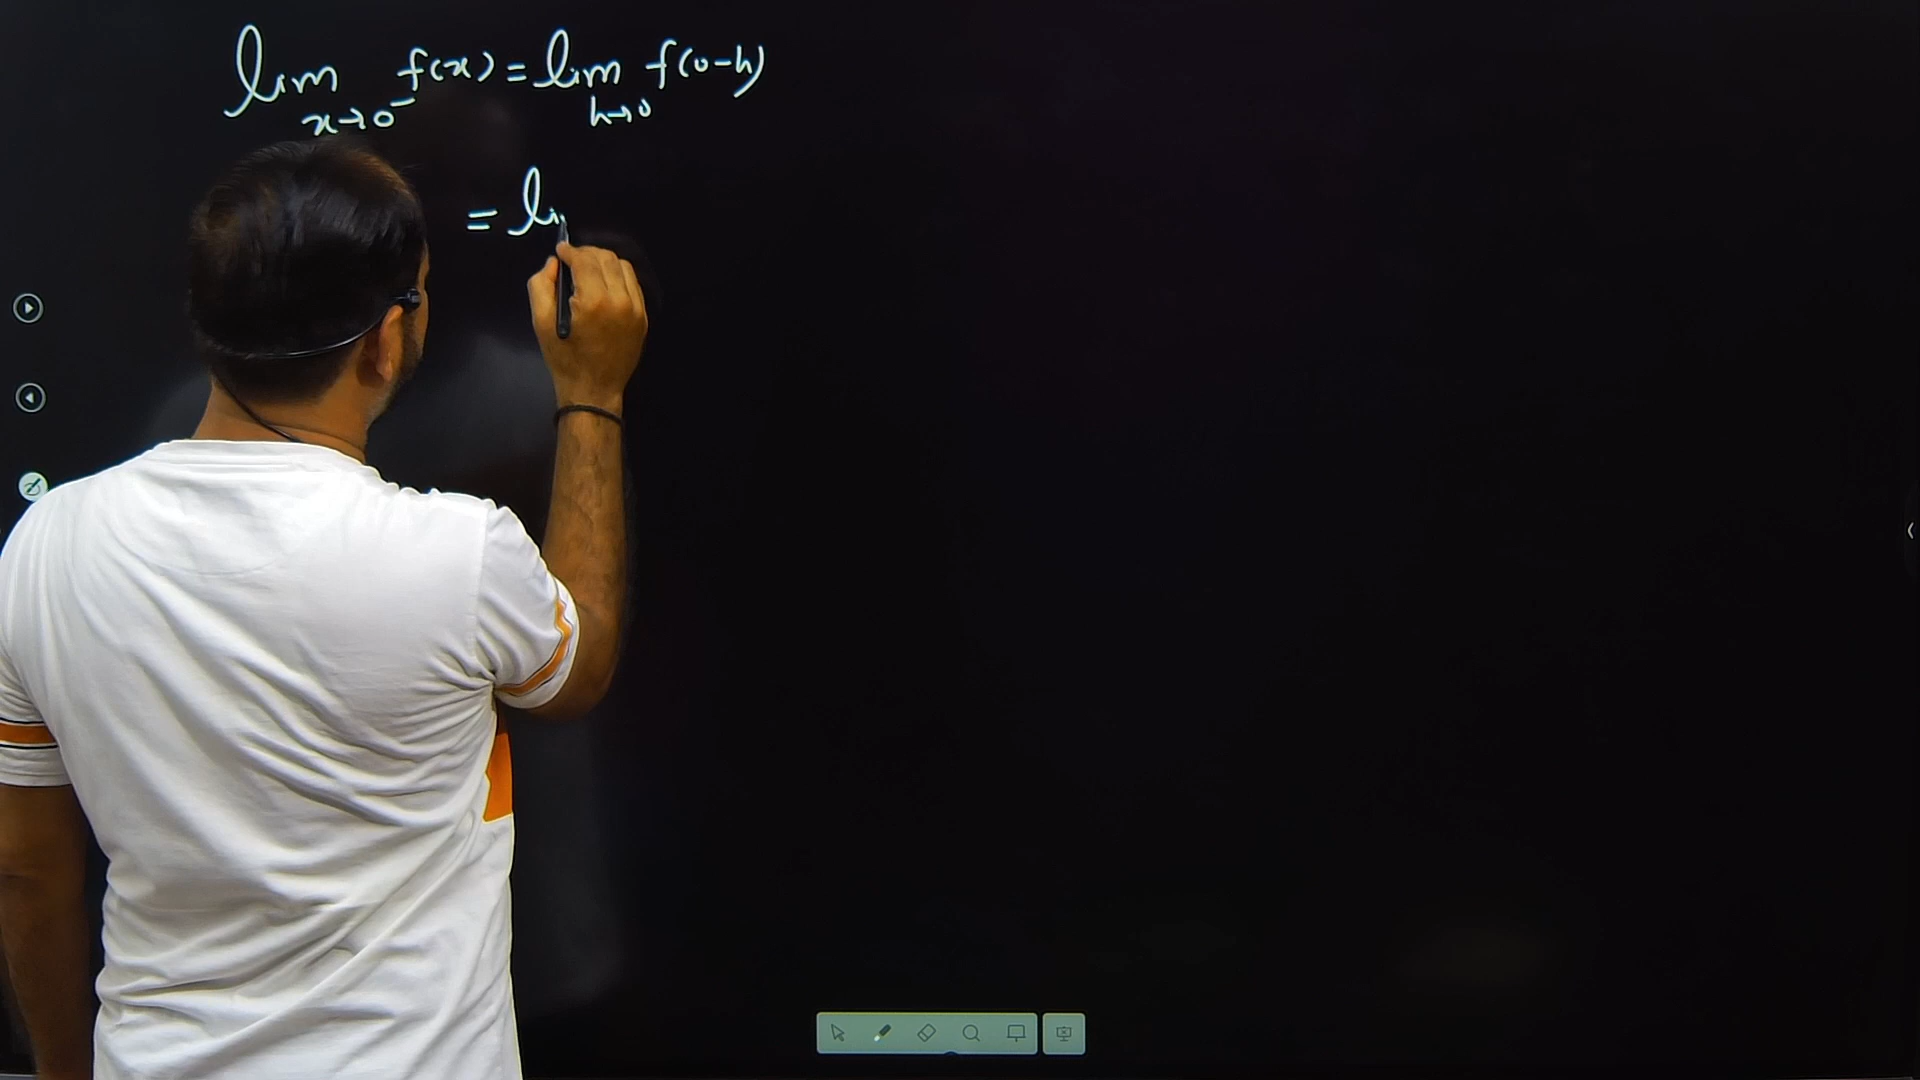 lim f(x) = lim f(0-h)
x→0⁻ h→0
= li